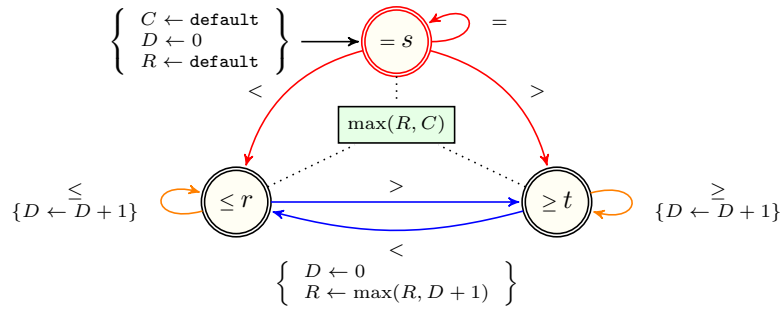 C ← default
D ← 0
R ← default
= s
=
<
>
max(R, C)
≤
{D ← D + 1}
≤ r
>
≥ t
≥
{D ← D + 1}
<
D ← 0
R ← max(R, D + 1)